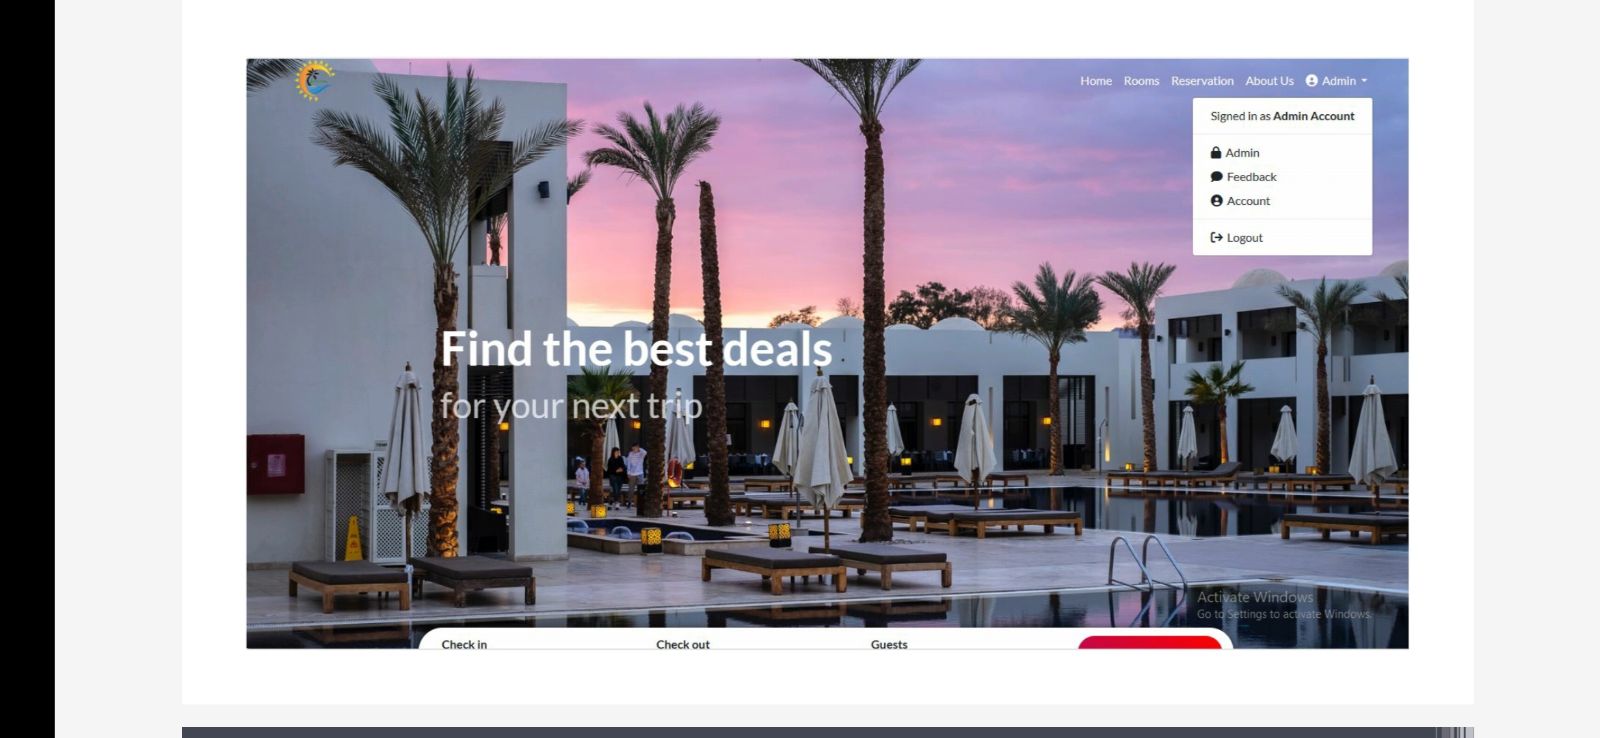 Home Rooms Reservation About Us Admin
Signed in as Admin Account
Admin
Feedback
Account
Logout
Find the best deals
for your next trip
Activate Windows
Go to Settings to activate Windows.
Check in Check out Guests